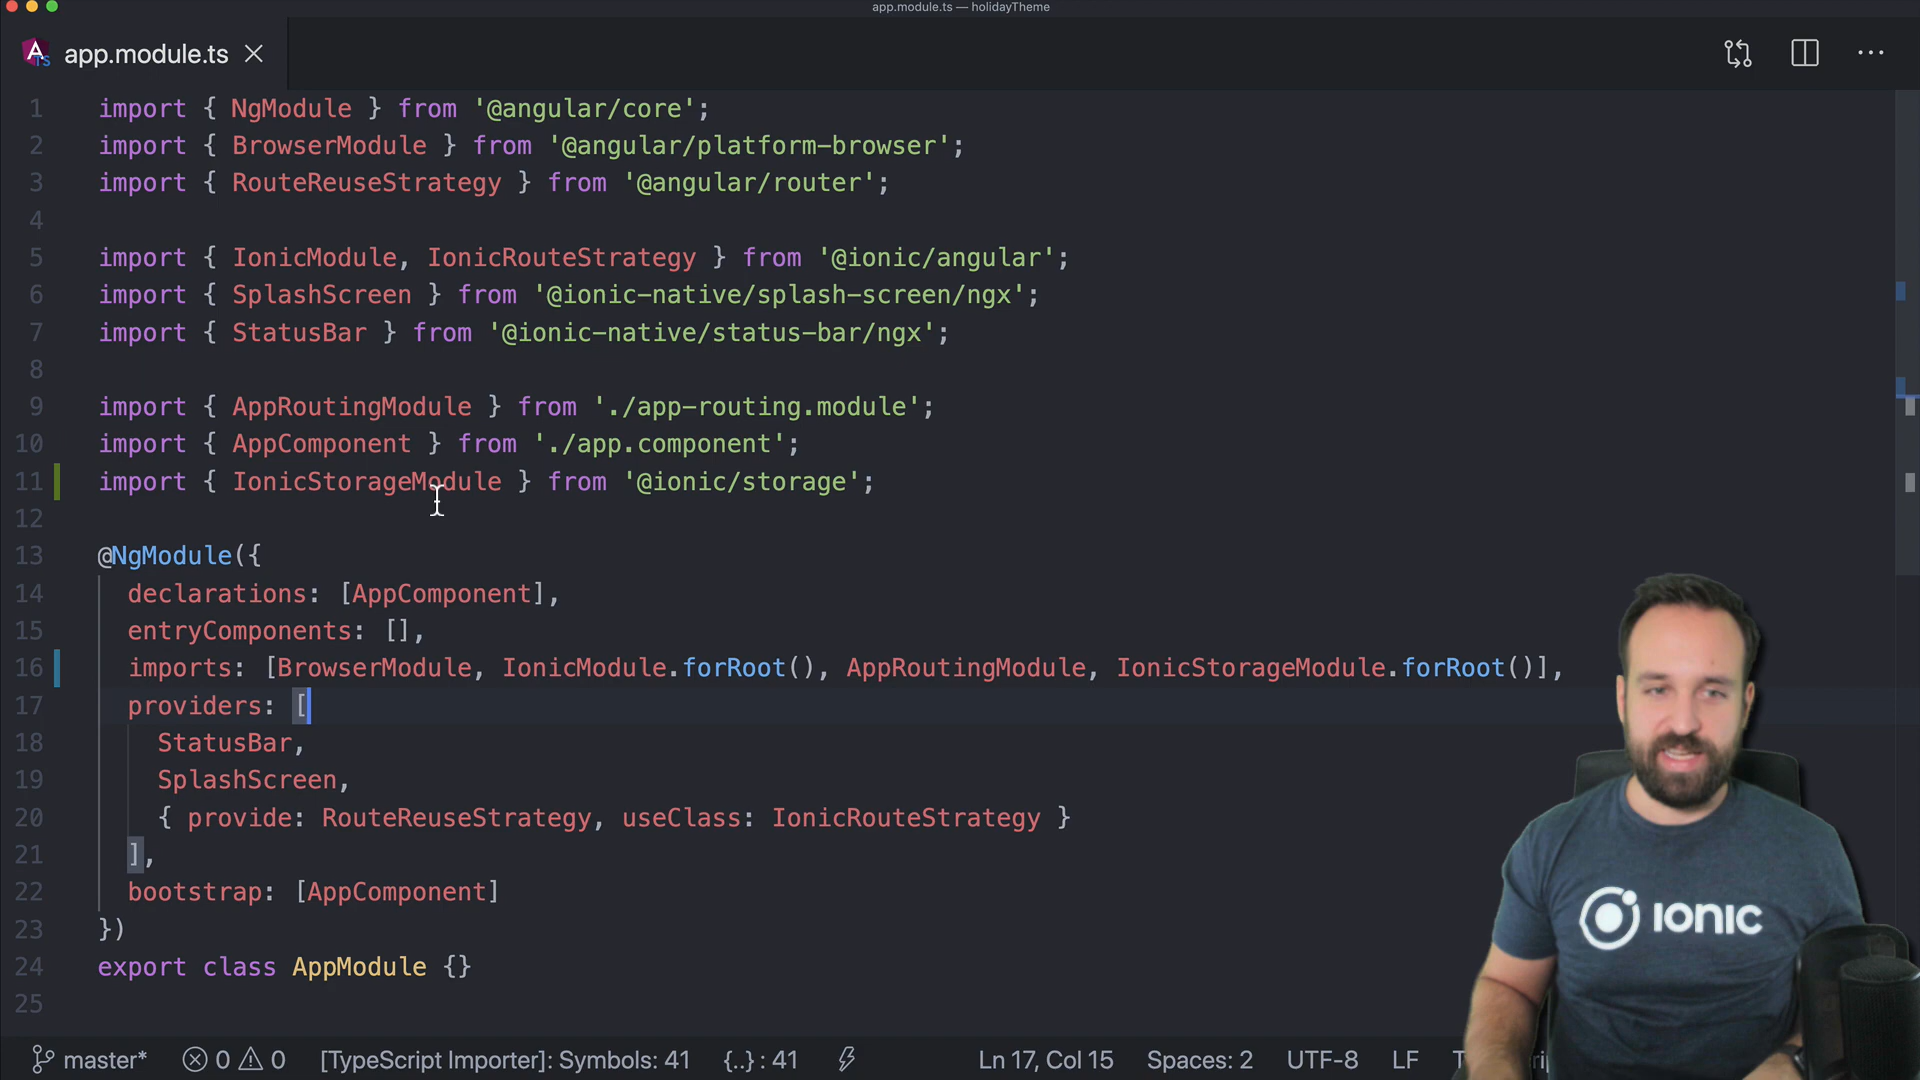 app.module.ts — holidayTheme
app.module.ts
1 import { NgModule } from '@angular/core';
2 import { BrowserModule } from '@angular/platform-browser';
3 import { RouteReuseStrategy } from '@angular/router';
4
5 import { IonicModule, IonicRouteStrategy } from '@ionic/angular';
6 import { SplashScreen } from '@ionic-native/splash-screen/ngx';
7 import { StatusBar } from '@ionic-native/status-bar/ngx';
8
9 import { AppRoutingModule } from './app-routing.module';
10 import { AppComponent } from './app.component';
11 import { IonicStorageModule } from '@ionic/storage';
12
13 @NgModule({
14 declarations: [AppComponent],
15 entryComponents: [],
16 imports: [BrowserModule, IonicModule.forRoot(), AppRoutingModule, IonicStorageModule.forRoot()],
17 providers: [
18 StatusBar,
19 SplashScreen,
20 { provide: RouteReuseStrategy, useClass: IonicRouteStrategy }
21 ],
22 bootstrap: [AppComponent]
23 })
24 export class AppModule {}
25
IONIC
master* 0 0 [TypeScript Importer]: Symbols: 41 {..} : 41 Ln 17, Col 15 Spaces: 2 UTF-8 LF